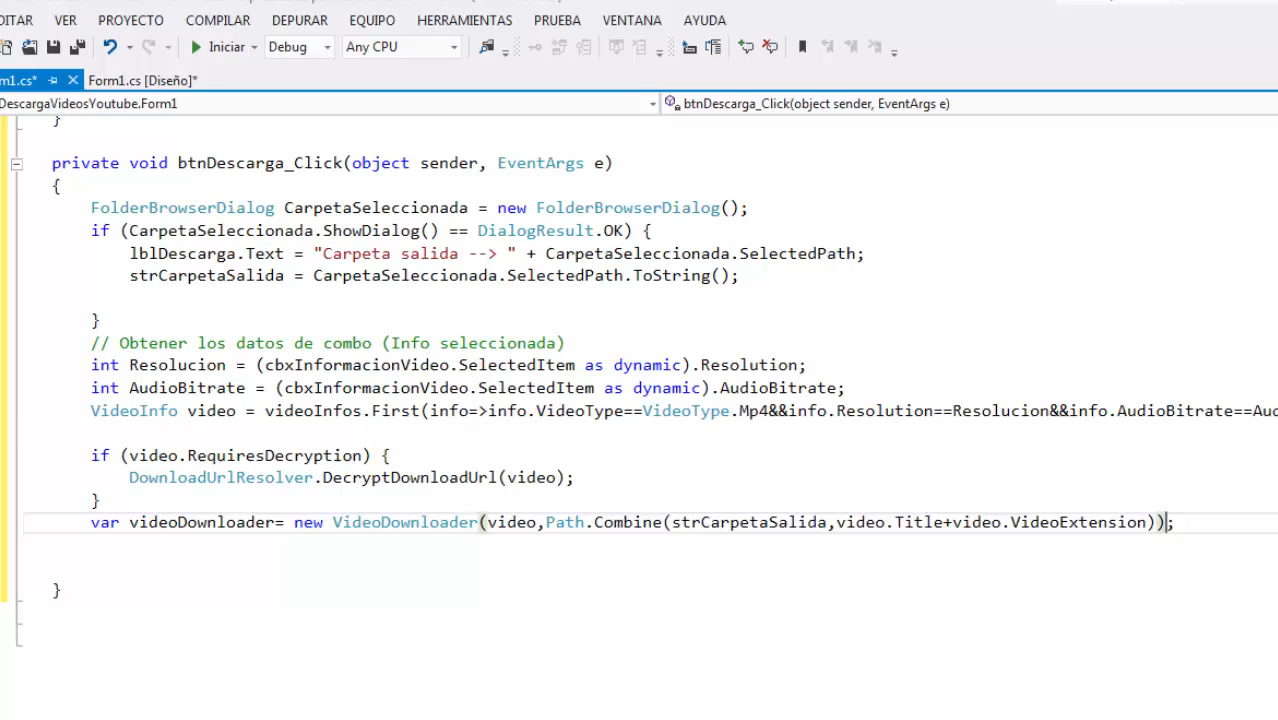 DITAR VER PROYECTO COMPILAR DEPURAR EQUIPO HERRAMIENTAS PRUEBA VENTANA AYUDA
Iniciar Debug Any CPU
m1.cs* Form1.cs [Diseño]*
DescargaVideosYoutube.Form1 btnDescarga_Click(object sender, EventArgs e)
}
private void btnDescarga_Click(object sender, EventArgs e)
{
FolderBrowserDialog CarpetaSeleccionada = new FolderBrowserDialog();
if (CarpetaSeleccionada.ShowDialog() == DialogResult.OK) {
lblDescarga.Text = "Carpeta salida --> " + CarpetaSeleccionada.SelectedPath;
strCarpetaSalida = CarpetaSeleccionada.SelectedPath.ToString();
}
// Obtener los datos de combo (Info seleccionada)
int Resolucion = (cbxInformacionVideo.SelectedItem as dynamic).Resolution;
int AudioBitrate = (cbxInformacionVideo.SelectedItem as dynamic).AudioBitrate;
VideoInfo video = videoInfos.First(info=>info.VideoType==VideoType.Mp4&&info.Resolution==Resolucion&&info.AudioBitrate==Aud
if (video.RequiresDecryption) {
DownloadUrlResolver.DecryptDownloadUrl(video);
}
var videoDownloader= new VideoDownloader(video,Path.Combine(strCarpetaSalida,video.Title+video.VideoExtension));
}